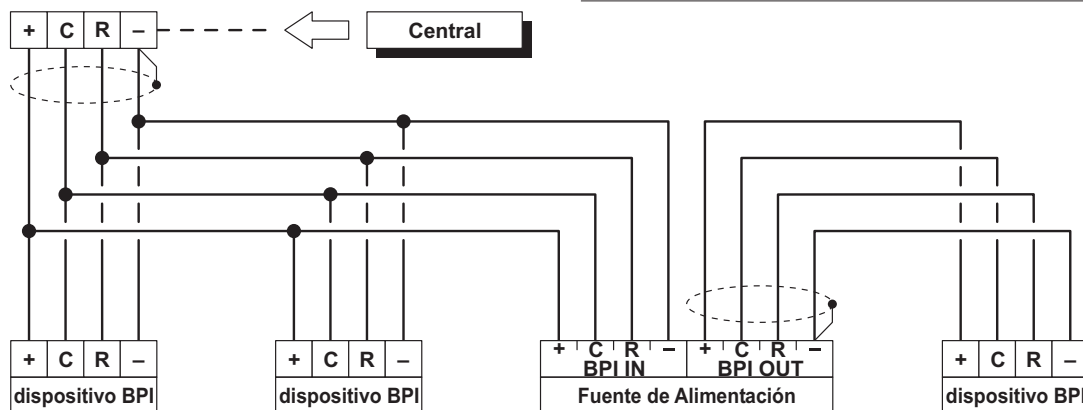 + C R –
Central
+ C R –
dispositivo BPI
+ C R –
dispositivo BPI
+ C R – + C R –
BPI IN BPI OUT
Fuente de Alimentación
+ C R –
dispositivo BPI